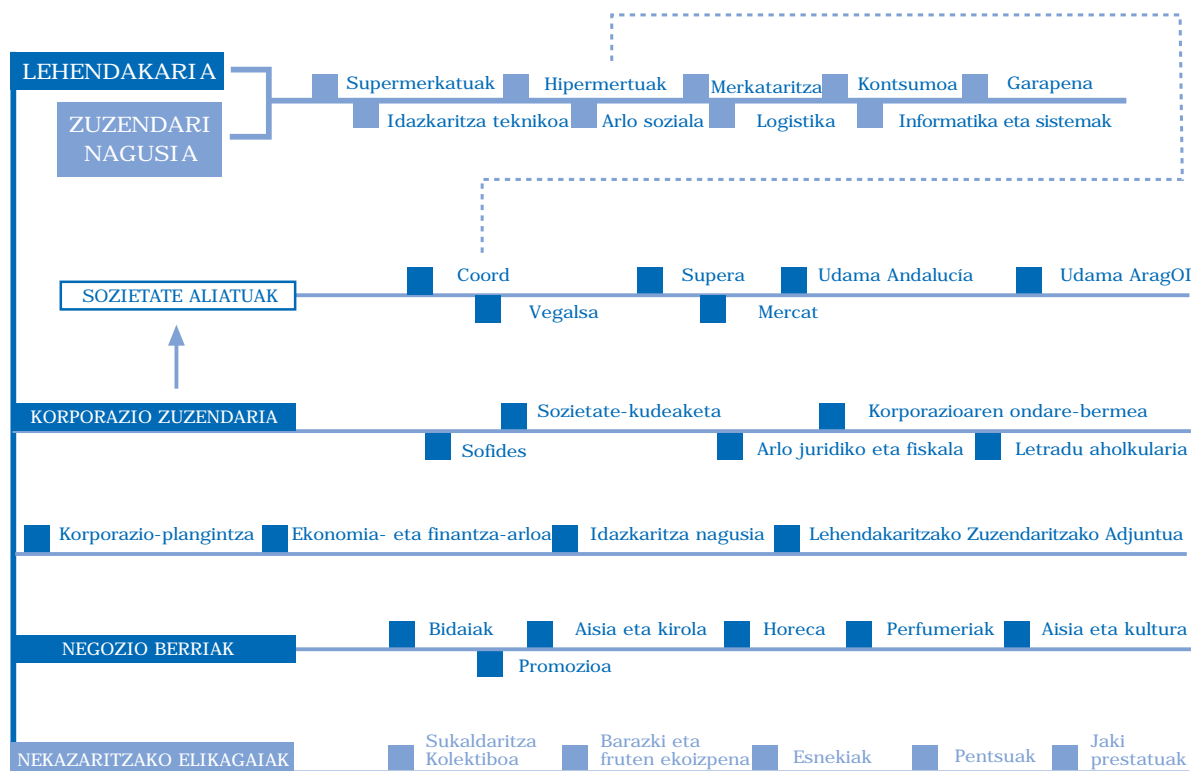 LEHENDAKARIA
ZUZENDARI
NAGUSIA
Supermerkatuak
Hipermertuak
Merkataritza
Kontsumoa
Garapena
Idazkaritza teknikoa
Arlo soziala
Logistika
Informatika eta sistemak
SOZIETATE ALIATUAK
Coord
Supera
Udama Andalucía
Udama AragOI
Vegalsa
Mercat
KORPORAZIO ZUZENDARIA
Sozietate-kudeaketa
Korporazioaren ondare-bermea
Sofides
Arlo juridiko eta fiskala
Letradu aholkularia
Korporazio-plangintza
Ekonomia- eta finantza-arloa
Idazkaritza nagusia
Lehendakaritzako Zuzendaritzako Adjuntua
NEGOZIO BERRIAK
Bidaiak
Aisia eta kirola
Horeca
Perfumeriak
Aisia eta kultura
Promozioa
NEKAZARITZAKO ELIKAGAIAK
Sukaldaritza
Kolektiboa
Barazki eta
fruten ekoizpena
Esnekiak
Pentsuak
Jaki
prestatuak